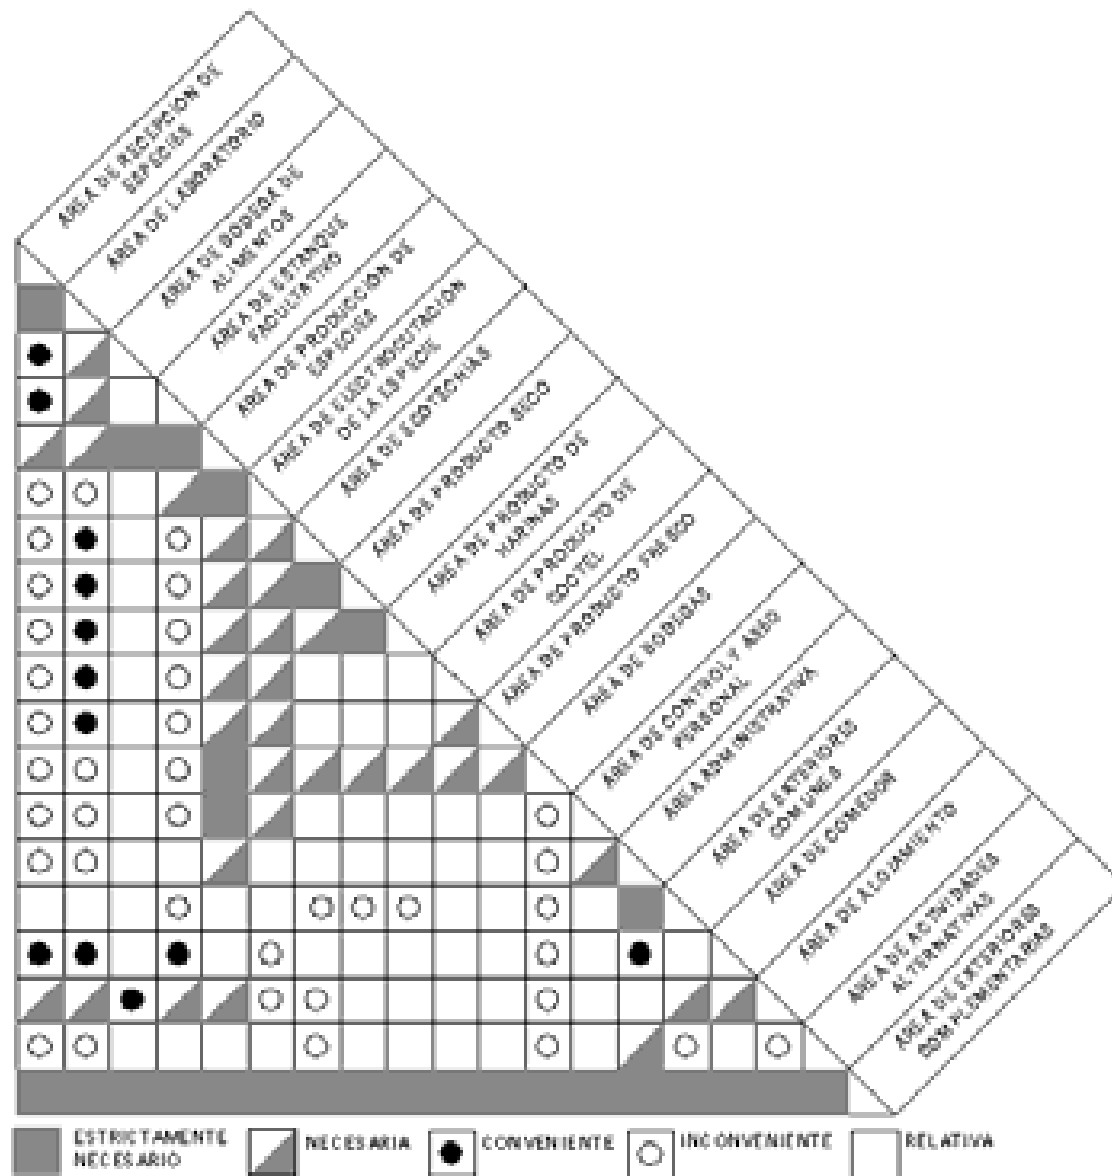 ÁREA DE RECEPCIÓN DE
ESPECIES
ÁREA DE LABORATORIO
ÁREA DE BODEGA DE
ALIMENTOS
ÁREA DE ESTANQUE
FACULTATIVO
ÁREA DE PRODUCCIÓN DE
ESPECIES
ÁREA DE ELECTROCUTACION
DE LA ESPECIE
ÁREA DE ECOTECNIAS
ÁREA DE PRODUCTO SECO
ÁREA DE PRODUCTO DE
HARINAS
ÁREA DE PRODUCTO DE
COCTEL
ÁREA DE PRODUCTO FRESCO
ÁREA DE BODEGAS
ÁREA DE CONTROL Y ASEO
PERSONAL
ÁREA ADMINISTRATIVA
ÁREA DE EXTERIORES
COMUNES
ÁREA DE COMEDOR
ÁREA DE ALOJAMIENTO
ÁREA DE ACTIVIDADES
ALTERNATIVAS
ÁREA DE EXTERIORES
COMPLEMENTARIAS
ESTRICTAMENTE
NECESARIO
NECESARIA
CONVENIENTE
INCONVENIENTE
RELATIVA